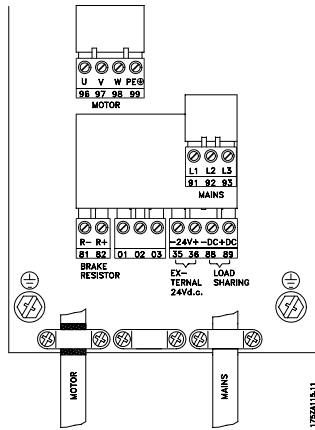 U V W PE
96 97 98 99
MOTOR
L1 L2 L3
91 92 93
MAINS
R- R+
81 82 01 02 03 35 36 88 89
-24V+ -DC+DC
BRAKE
RESISTOR
EX-
TERNAL
24Vd.c.
LOAD
SHARING
MOTOR
MAINS
175ZA115.11